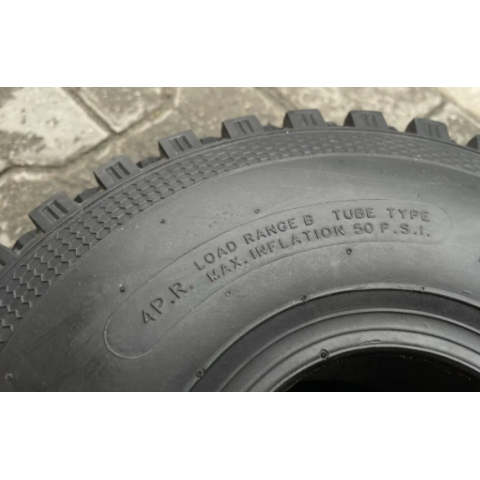 4P.R.
LOAD RANGE B TUBE TYPE
MAX. INFLATION 50 P.S.I.